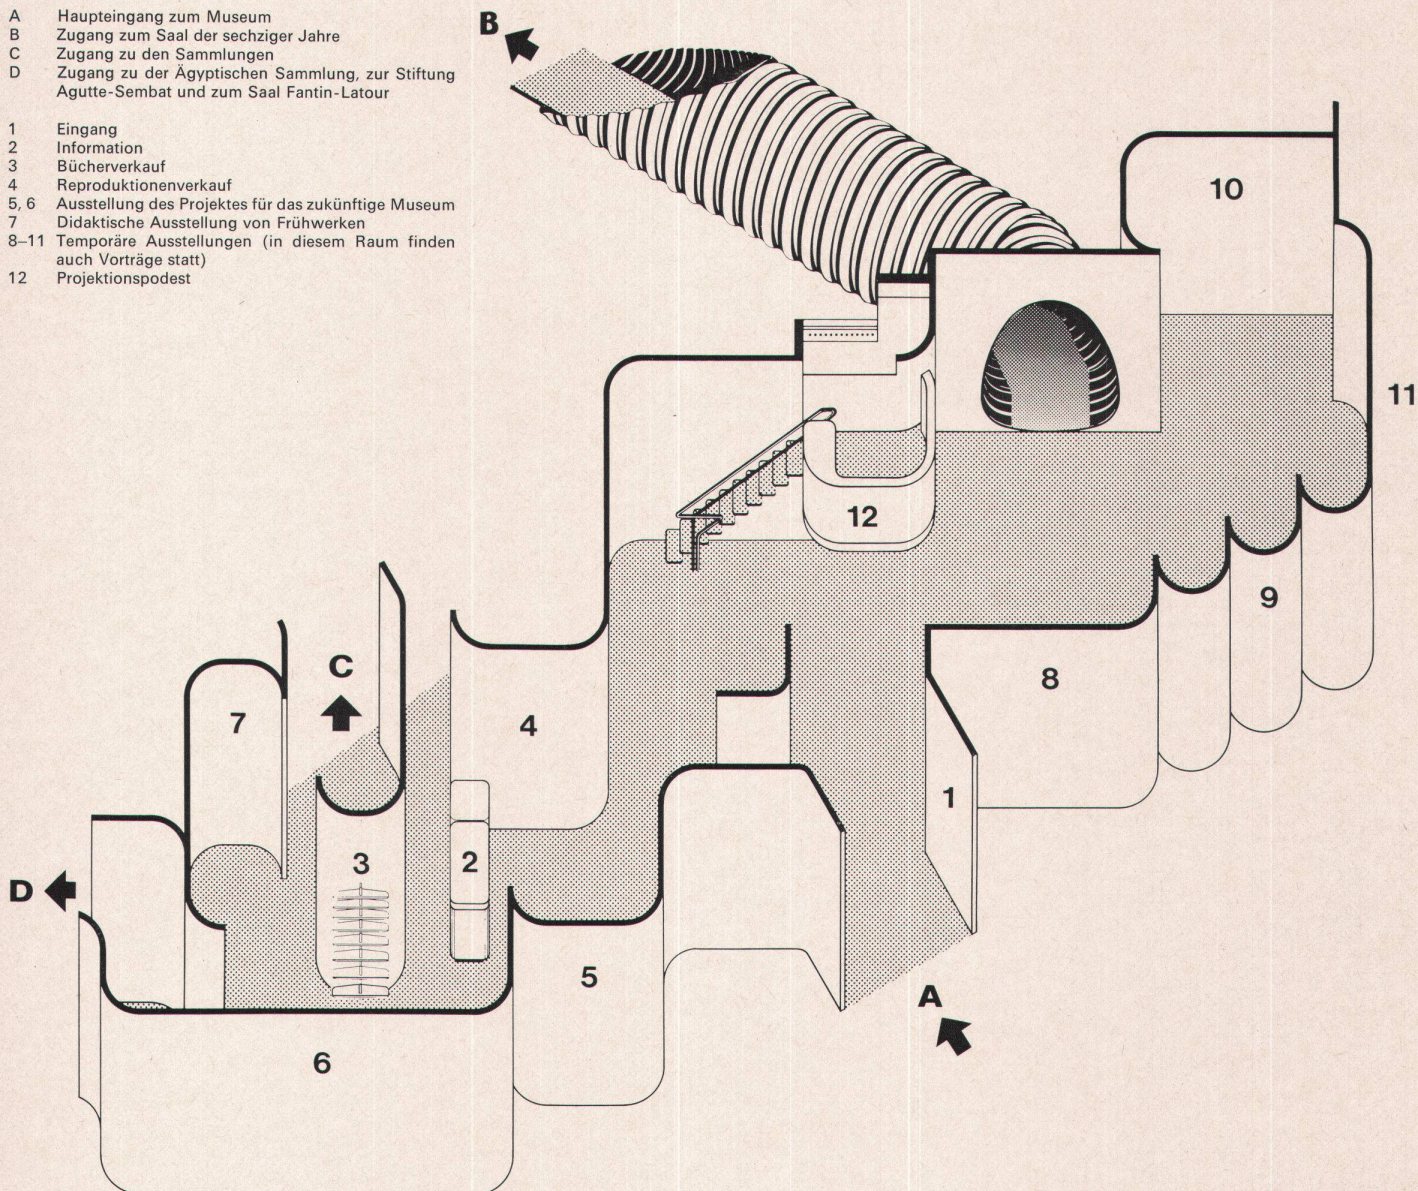 A Haupteingang zum Museum
B Zugang zum Saal der sechziger Jahre
C Zugang zu den Sammlungen
D Zugang zu der Ägyptischen Sammlung, zur Stiftung
Agutte-Sembat und zum Saal Fantin-Latour
1 Eingang
2 Information
3 Bücherverkauf
4 Reproduktionenverkauf
5, 6 Ausstellung des Projektes für das zukünftige Museum
7 Didaktische Ausstellung von Frühwerken
8–11 Temporäre Ausstellungen (in diesem Raum finden
auch Vorträge statt)
12 Projektionspodest
B
10
11
12
9
C
8
7
4
1
3
2
D
5
A
6